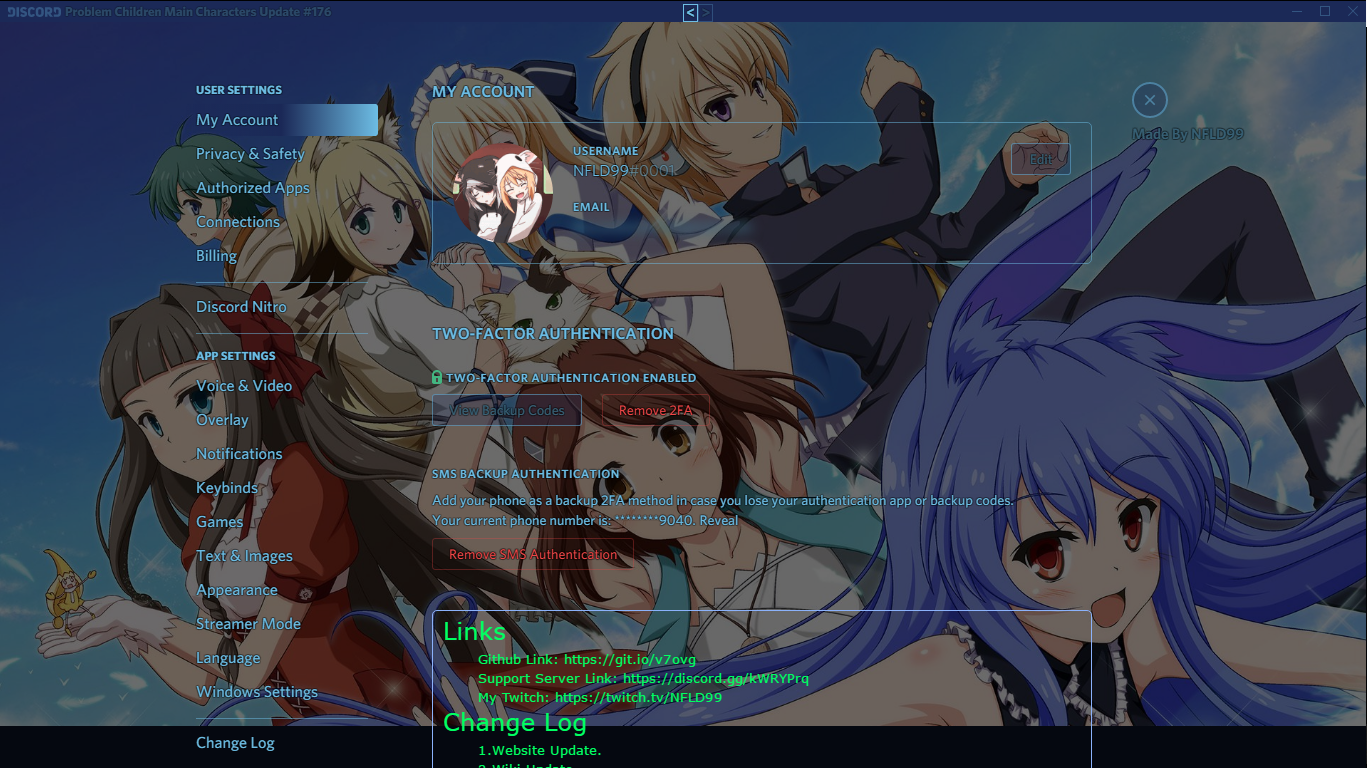 DISCORD Problem Children Main Characters Update #176
< >
USER SETTINGS
My Account
Privacy & Safety
Authorized Apps
Connections
Billing
Discord Nitro
APP SETTINGS
Voice & Video
Overlay
Notifications
Keybinds
Games
Text & Images
Appearance
Streamer Mode
Language
Windows Settings
Change Log
MY ACCOUNT
USERNAME
NFLD99#0001
Edit
EMAIL
Made By NFLD99
TWO-FACTOR AUTHENTICATION
TWO-FACTOR AUTHENTICATION ENABLED
View Backup Codes
Remove 2FA
SMS BACKUP AUTHENTICATION
Add your phone as a backup 2FA method in case you lose your authentication app or backup codes.
Your current phone number is: ********9040. Reveal
Remove SMS Authentication
Links
Github Link: https://git.io/v7ovg
Support Server Link: https://discord.gg/kWRYPrq
My Twitch: https://twitch.tv/NFLD99
Change Log
1.Website Update.
2.Wiki Update.